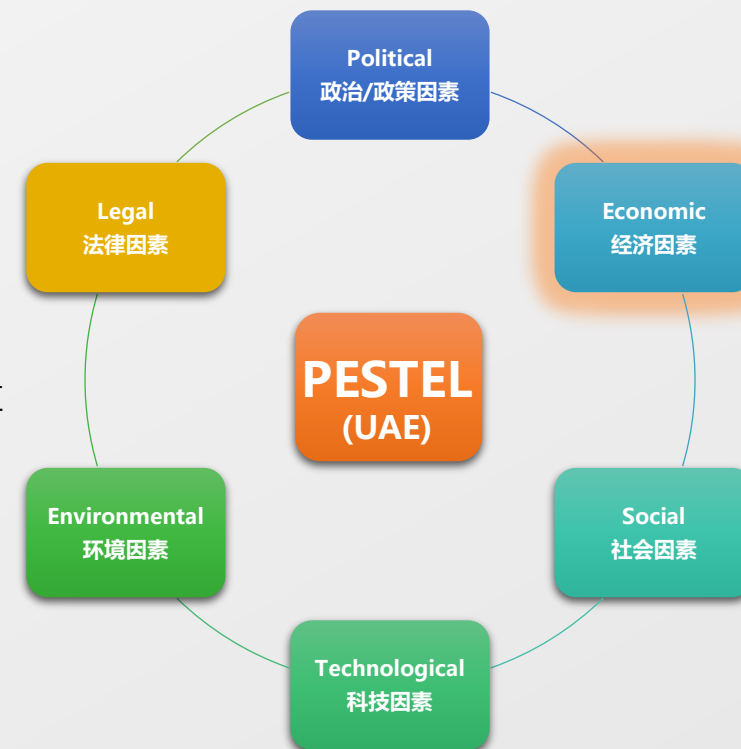 Political
政治/政策因素
Legal
法律因素
Economic
经济因素
PESTEL
(UAE)
Environmental
环境因素
Social
社会因素
Technological
科技因素